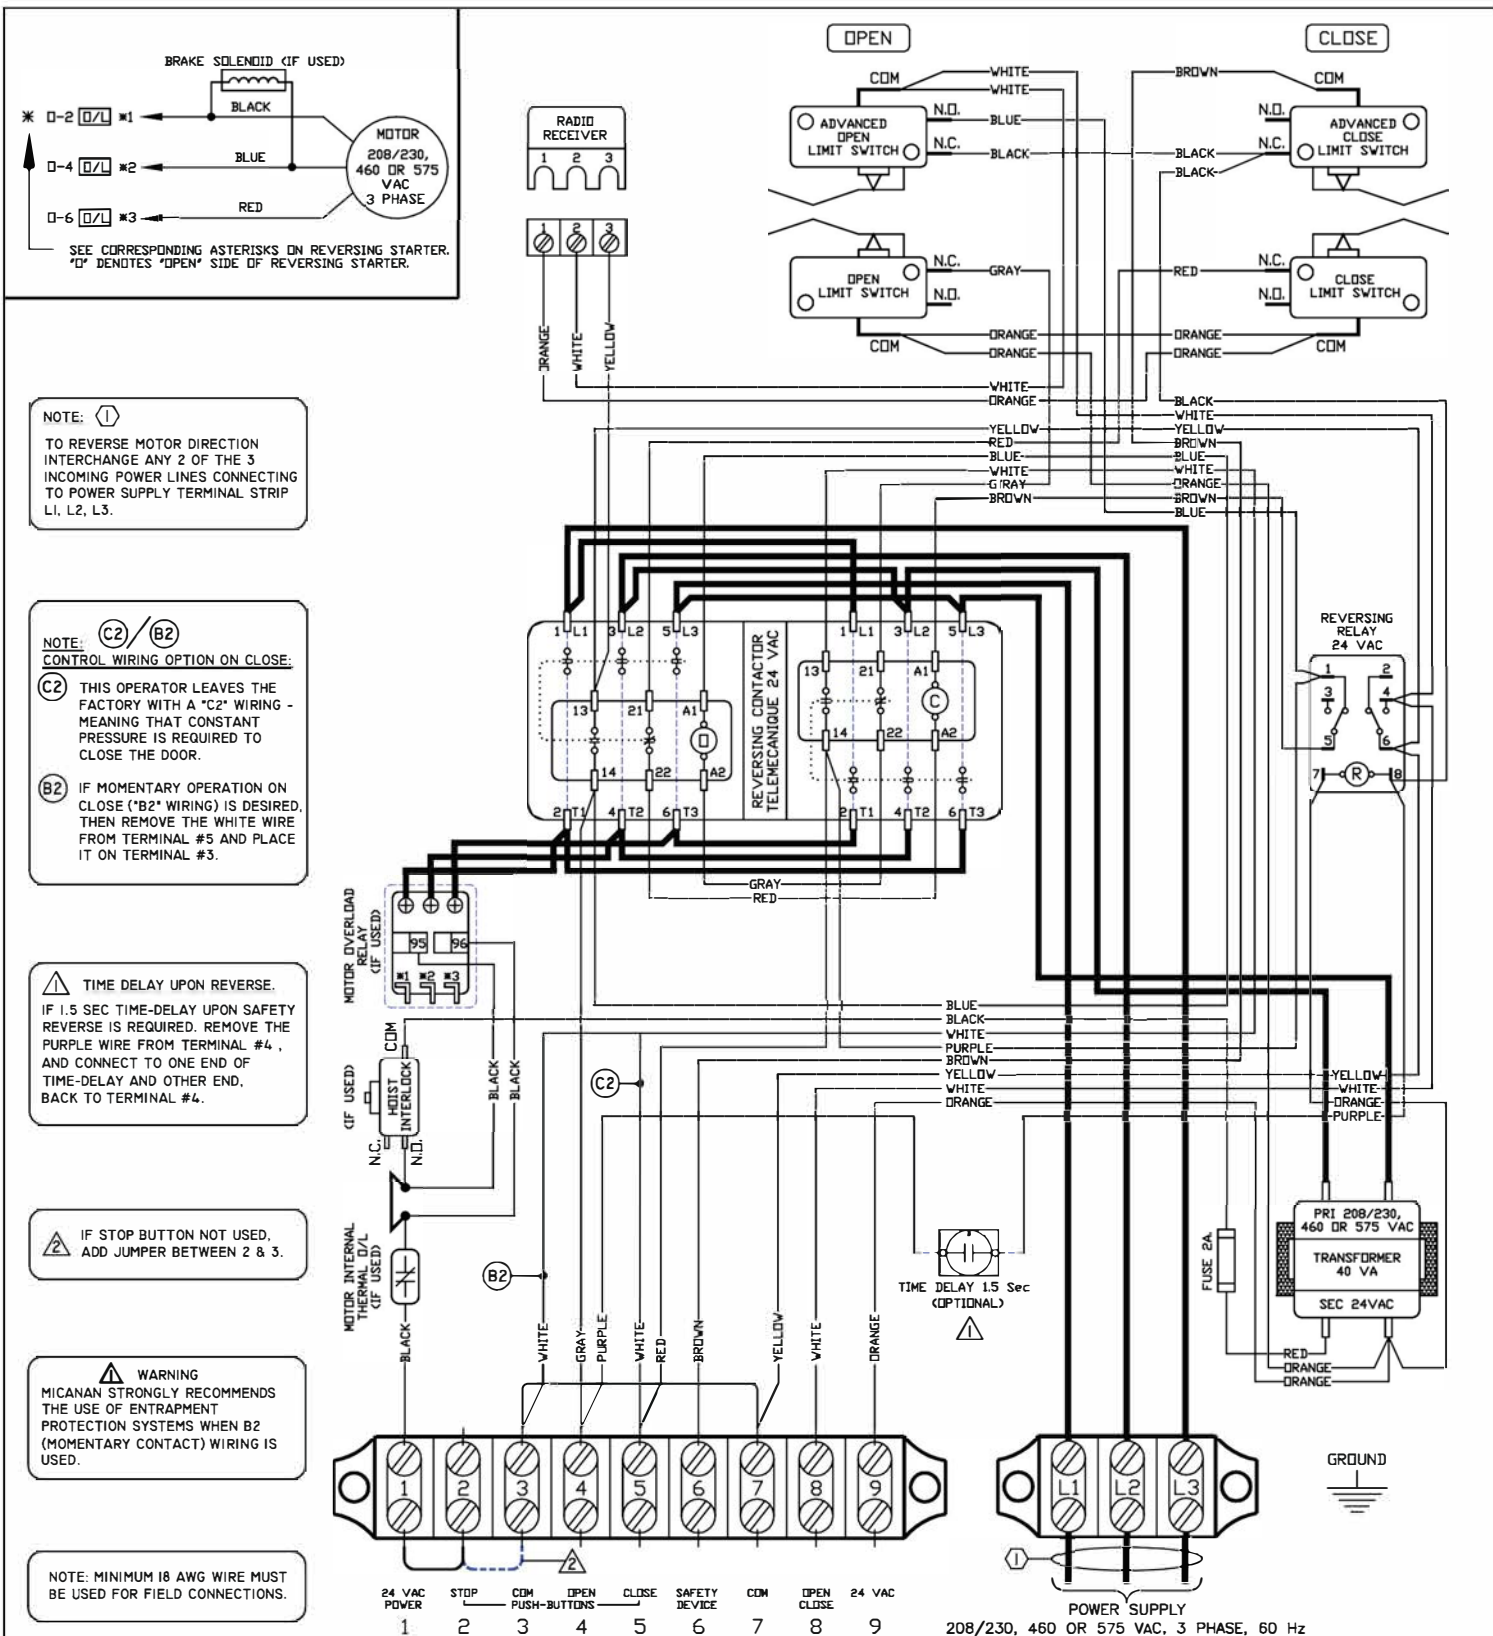 BRAKE SOLENOID (IF USED)
* O-2 O/L *1
BLACK
O-4 O/L *2
BLUE
O-6 O/L *3
RED
MOTOR
208/230,
460 OR 575
VAC
3 PHASE
SEE CORRESPONDING ASTERISKS ON REVERSING STARTER.
"O" DENOTES "OPEN" SIDE OF REVERSING STARTER.
RADIO
RECEIVER
1 2 3
1 2 3
ORANGE
WHITE
YELLOW
OPEN
CLOSE
COM
WHITE
WHITE
BROWN
COM
N.O.
BLUE
N.O.
ADVANCED
OPEN
LIMIT SWITCH
ADVANCED
CLOSE
LIMIT SWITCH
N.C.
BLACK
BLACK
N.C.
BLACK
N.C.
GRAY
RED
N.C.
OPEN
LIMIT SWITCH
CLOSE
LIMIT SWITCH
N.O.
N.O.
COM
ORANGE
ORANGE
COM
ORANGE
ORANGE
WHITE
ORANGE
BLACK
WHITE
YELLOW
YELLOW
RED
BROWN
BLUE
BLUE
WHITE
WHITE
GRAY
ORANGE
BROWN
BROWN
BLUE
NOTE: 1
TO REVERSE MOTOR DIRECTION
INTERCHANGE ANY 2 OF THE 3
INCOMING POWER LINES CONNECTING
TO POWER SUPPLY TERMINAL STRIP
L1, L2, L3.
NOTE: C2/B2
CONTROL WIRING OPTION ON CLOSE:
C2 THIS OPERATOR LEAVES THE
FACTORY WITH A "C2" WIRING -
MEANING THAT CONSTANT
PRESSURE IS REQUIRED TO
CLOSE THE DOOR.
B2 IF MOMENTARY OPERATION ON
CLOSE ("B2" WIRING) IS DESIRED,
THEN REMOVE THE WHITE WIRE
FROM TERMINAL #5 AND PLACE
IT ON TERMINAL #3.
1 L1 3 L2 5 L3
1 L1 3 L2 5 L3
13 21 A1
O
14 22 A2
2 T1 4 T2 6 T3
REVERSING CONTACTOR
TELEMECANIQUE 24 VAC
13 21 A1
C
14 22 A2
2 T1 4 T2 6 T3
GRAY
RED
REVERSING
RELAY
24 VAC
1 2
3 4
5 6
7 R 8
MOTOR OVERLOAD
RELAY
(IF USED)
95 96
*1 *2 *3
1 TIME DELAY UPON REVERSE.
IF 1.5 SEC TIME-DELAY UPON SAFETY
REVERSE IS REQUIRED. REMOVE THE
PURPLE WIRE FROM TERMINAL #4 ,
AND CONNECT TO ONE END OF
TIME-DELAY AND OTHER END,
BACK TO TERMINAL #4.
COM
(IF USED)
HOIST
INTERLOCK
N.C.
N.O.
BLACK
BLACK
BLUE
BLACK
WHITE
PURPLE
BROWN
YELLOW
WHITE
ORANGE
YELLOW
WHITE
ORANGE
PURPLE
C2
B2
2 IF STOP BUTTON NOT USED,
ADD JUMPER BETWEEN 2 & 3.
MOTOR INTERNAL
THERMAL O/L
(IF USED)
BLACK
WHITE
GRAY
PURPLE
WHITE
RED
BROWN
YELLOW
WHITE
ORANGE
TIME DELAY 1.5 Sec
(OPTIONAL)
1
FUSE 2A.
PRI 208/230,
460 OR 575 VAC
TRANSFORMER
40 VA
SEC 24VAC
RED
ORANGE
ORANGE
1 WARNING
MICANAN STRONGLY RECOMMENDS
THE USE OF ENTRAPMENT
PROTECTION SYSTEMS WHEN B2
(MOMENTARY CONTACT) WIRING IS
USED.
1 2 3 4 5 6 7 8 9
L1 L2 L3
GROUND
2
1
NOTE: MINIMUM 18 AWG WIRE MUST
BE USED FOR FIELD CONNECTIONS.
24 VAC
POWER
STOP
COM
OPEN
CLOSE
PUSH-BUTTONS
SAFETY
DEVICE
COM
OPEN
CLOSE
24 VAC
1 2 3 4 5 6 7 8 9
POWER SUPPLY
208/230, 460 OR 575 VAC, 3 PHASE, 60 Hz